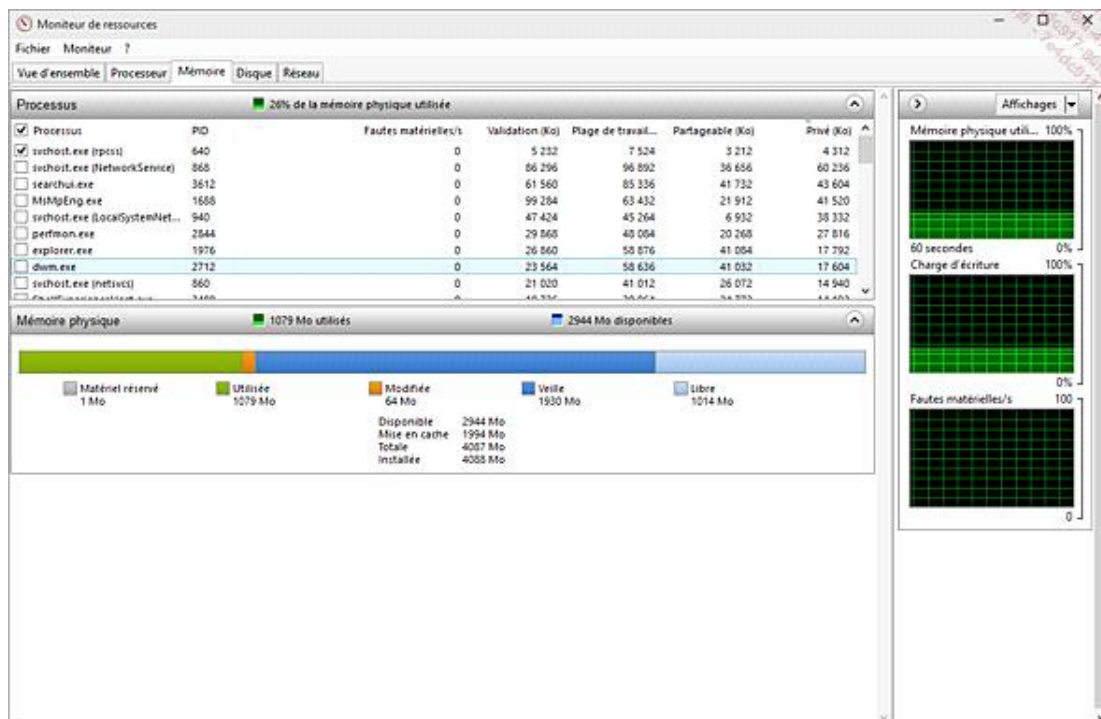 Moniteur de ressources
Fichier Moniteur ?
Vue d'ensemble Processeur Mémoire Disque Réseau
Processus 26% de la mémoire physique utilisée
Processus PID Fautes matérielles/s Validation (Ko) Plage de travail... Partageable (Ko) Privé (Ko)
svchost.exe (rpcss) 640 0 5 232 7 524 3 212 4 312
svchost.exe (NetworkService) 868 0 86 296 96 892 36 656 60 236
searchui.exe 3612 0 61 560 85 336 41 732 43 604
MsMpEng.exe 1688 0 99 284 63 432 21 912 41 520
svchost.exe (LocalSystemNet... 940 0 47 424 45 264 6 932 38 332
perfmon.exe 2844 0 29 868 48 084 20 268 27 816
explorer.exe 1976 0 26 860 58 876 41 084 17 792
dwm.exe 2712 0 23 564 58 636 41 032 17 604
svchost.exe (netsvcs) 860 0 21 020 41 012 26 072 14 940
Mémoire physique 1079 Mo utilisés 2944 Mo disponibles
Matériel réservé Utilisée Modifiée Veille Libre
1 Mo 1079 Mo 64 Mo 1930 Mo 1014 Mo
Disponible 2944 Mo
Mise en cache 1994 Mo
Totale 4087 Mo
Installée 4088 Mo
Affichages
Mémoire physique utili... 100%
60 secondes 0%
Charge d'écriture 100%
0%
Fautes matérielles/s 100
0